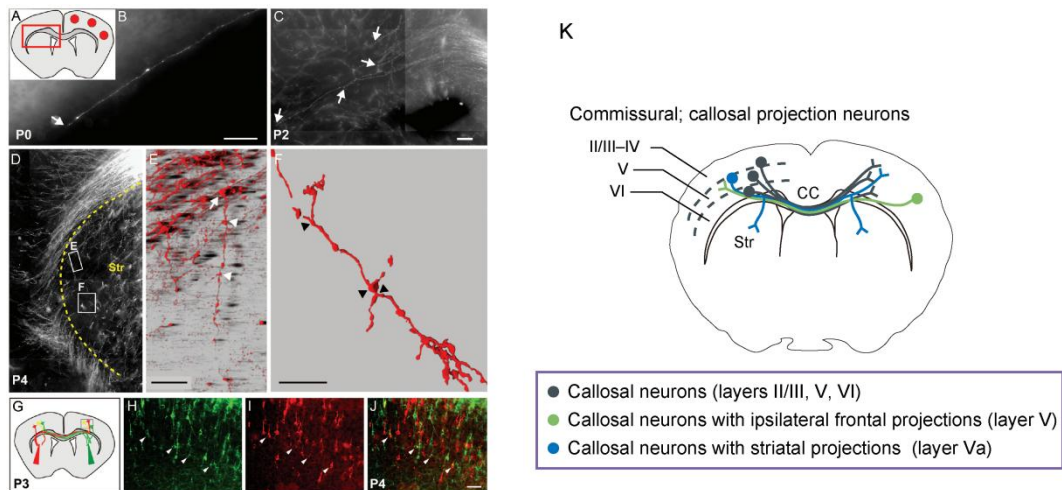 A
B
C
P0
P2
D
E
F
E
Str
F
P4
G
H
I
J
P3
P4
K
Commissural; callosal projection neurons
II/III–IV
V
VI
CC
Str
Callosal neurons (layers II/III, V, VI)
Callosal neurons with ipsilateral frontal projections (layer V)
Callosal neurons with striatal projections (layer Va)